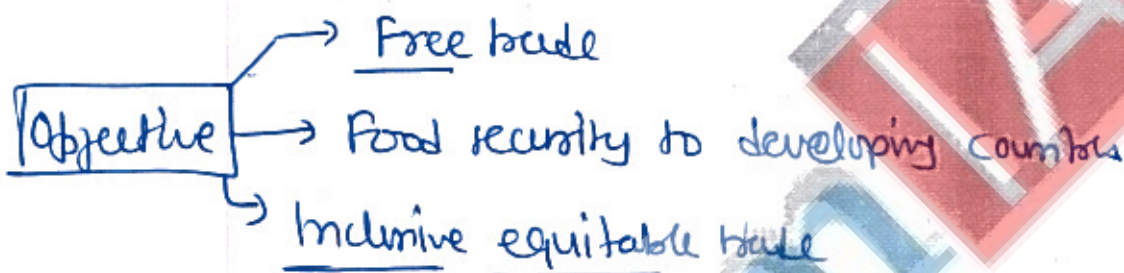 Free trade
Objective
Food security to developing countries
Inclusive equitable trade